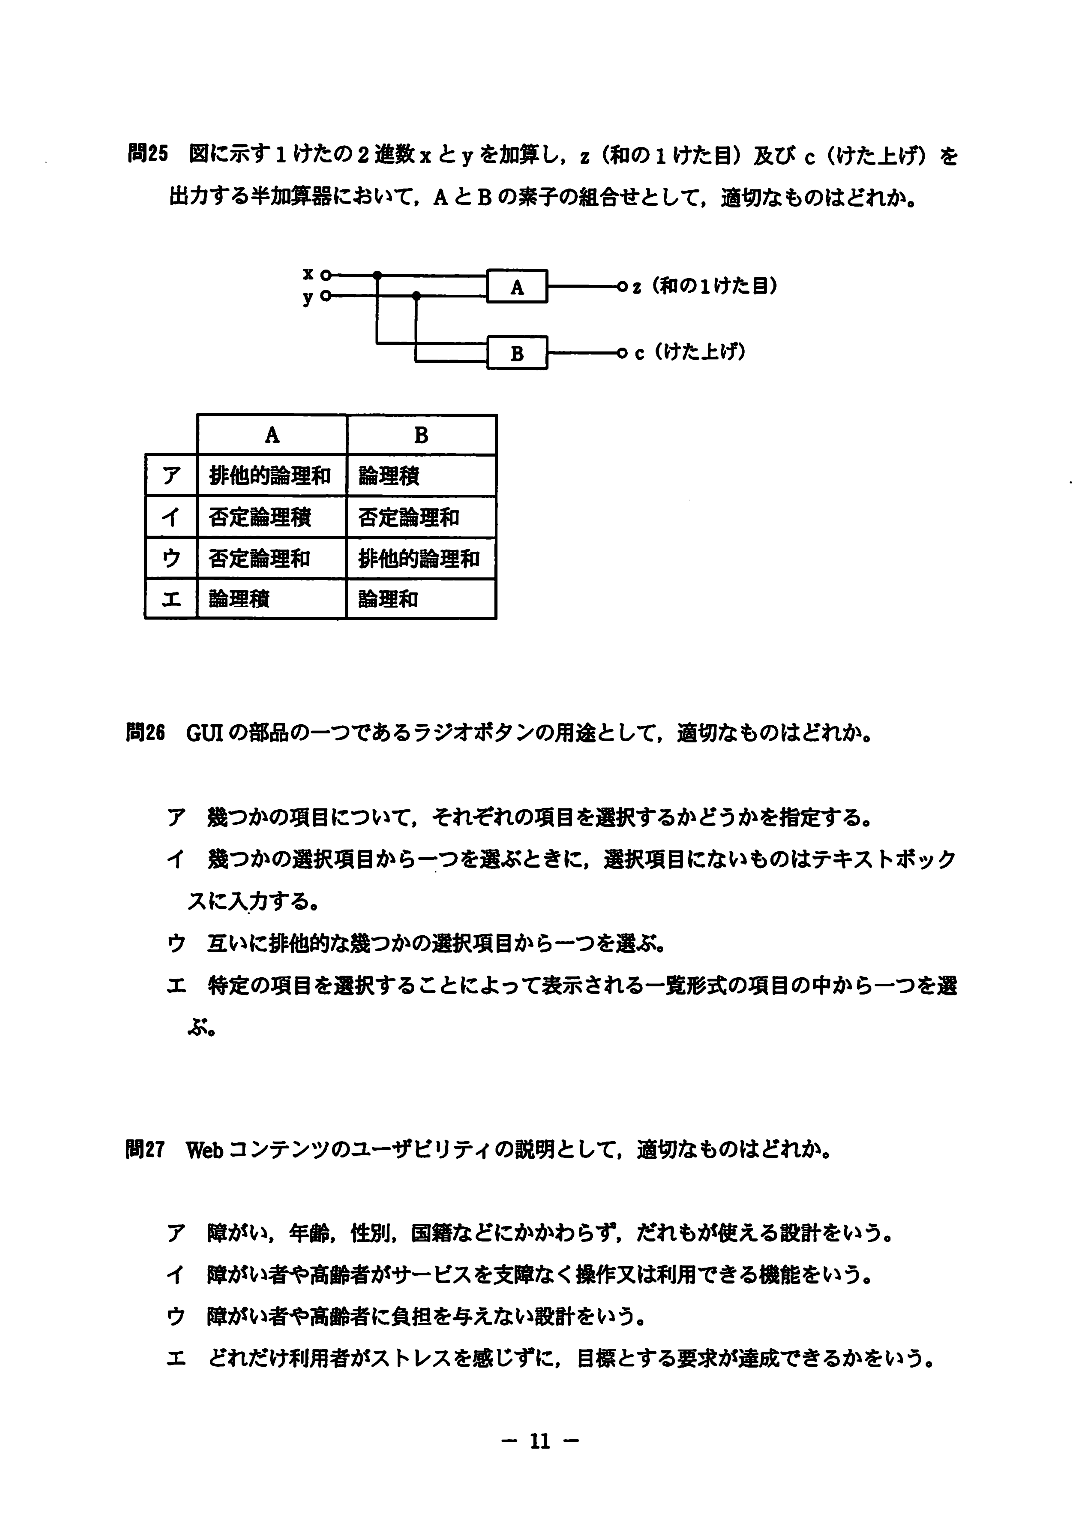 問25 図に示す1けたの2進数xとyを加算し，z（和の1けた目）及びc（けた上げ）を
出力する半加算器において，AとBの素子の組合せとして，適切なものはどれか。
x
y
A
z（和の1けた目）
B
c（けた上げ）
A B
ア 排他的論理和 論理積
イ 否定論理積 否定論理和
ウ 否定論理和 排他的論理和
エ 論理積 論理和
問26 GUIの部品の一つであるラジオボタンの用途として，適切なものはどれか。
ア 幾つかの項目について，それぞれの項目を選択するかどうかを指定する。
イ 幾つかの選択項目から一つを選ぶときに，選択項目にないものはテキストボック
スに入力する。
ウ 互いに排他的な幾つかの選択項目から一つを選ぶ。
エ 特定の項目を選択することによって表示される一覧形式の項目の中から一つを選
ぶ。
問27 Webコンテンツのユーザビリティの説明として，適切なものはどれか。
ア 障がい，年齢，性別，国籍などにかかわらず，だれもが使える設計をいう。
イ 障がい者や高齢者がサービスを支障なく操作又は利用できる機能をいう。
ウ 障がい者や高齢者に負担を与えない設計をいう。
エ どれだけ利用者がストレスを感じずに，目標とする要求が達成できるかをいう。
― 11 ―